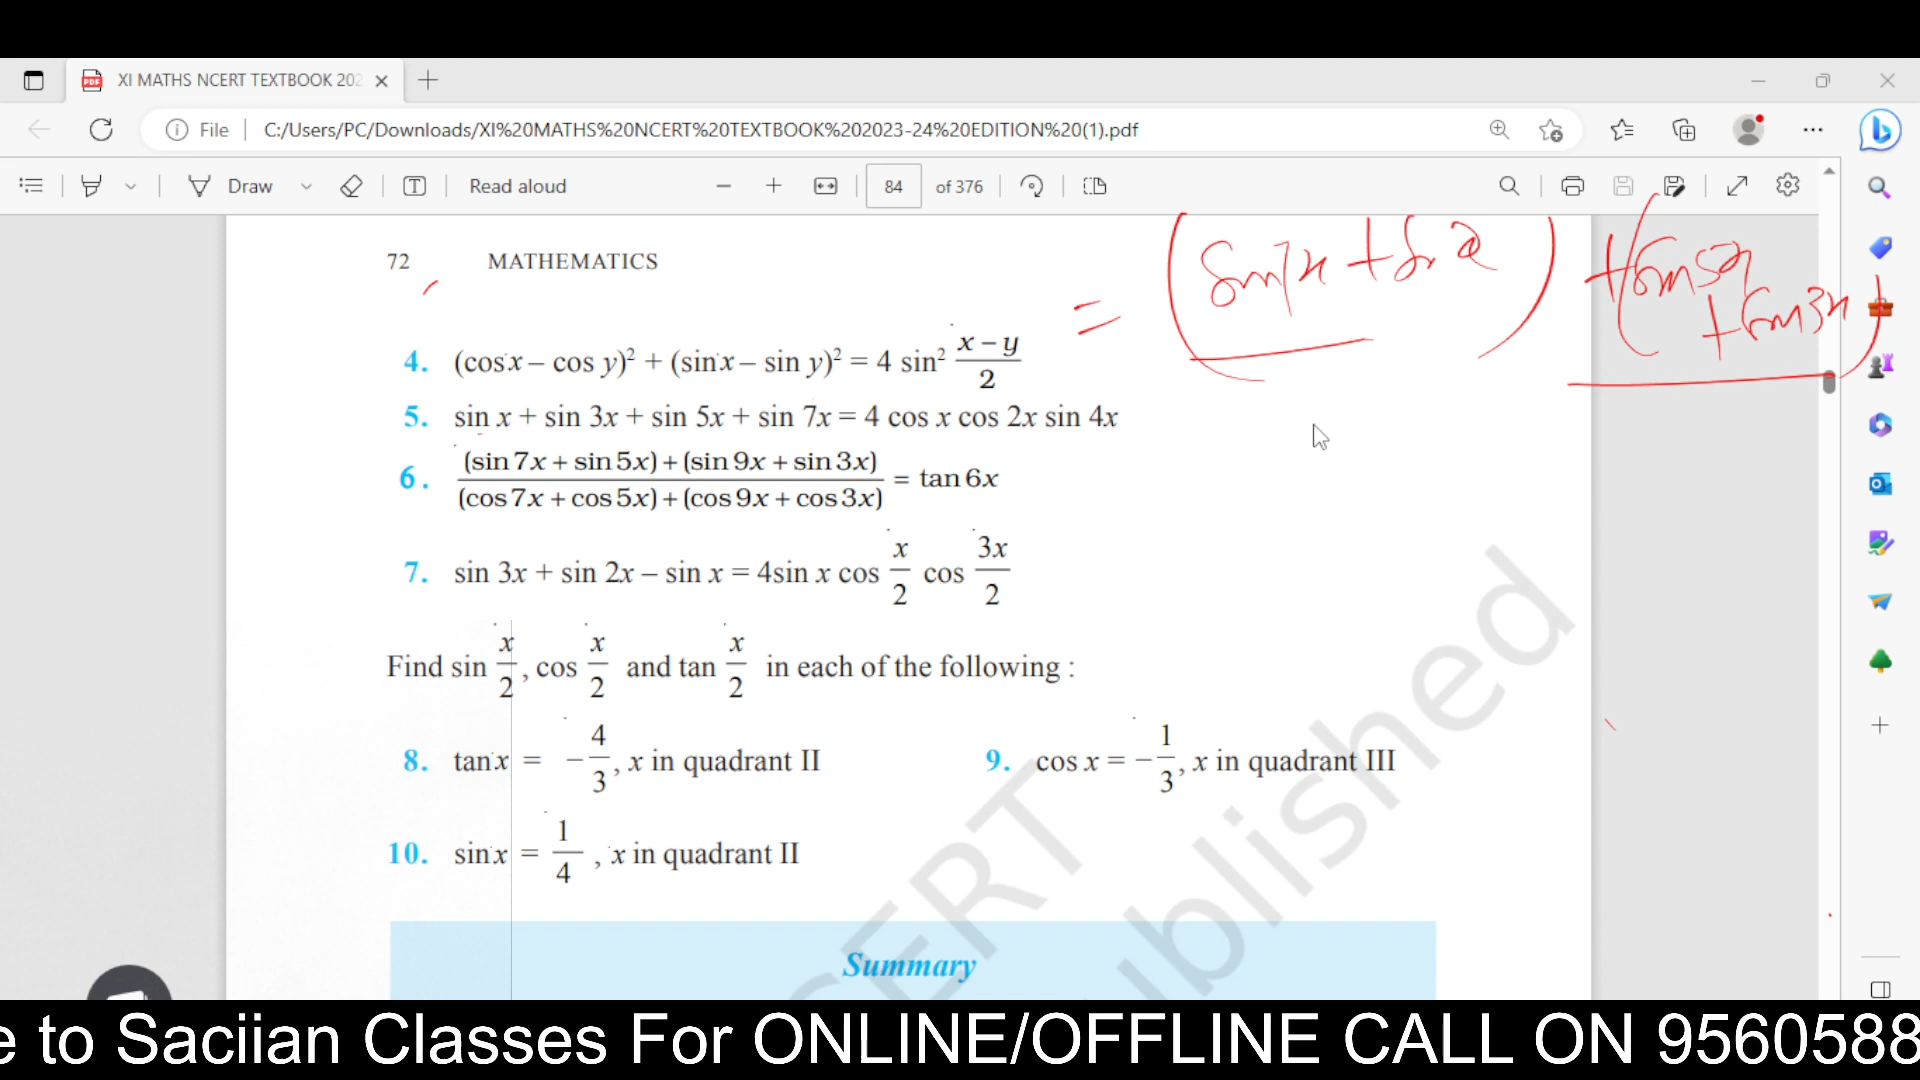 XI MATHS NCERT TEXTBOOK 202
File C:/Users/PC/Downloads/XI%20MATHS%20NCERT%20TEXTBOOK%202023-24%20EDITION%20(1).pdf
Draw Read aloud 84 of 376
72 MATHEMATICS
= (sin7x + sin x) + (sin5x
+ sin3x)
4. (cos x – cos y)² + (sin x – sin y)² = 4 sin² (x – y)/2
5. sin x + sin 3x + sin 5x + sin 7x = 4 cos x cos 2x sin 4x
6. ((sin 7x + sin 5x) + (sin 9x + sin 3x))/((cos 7x + cos 5x) + (cos 9x + cos 3x)) = tan 6x
7. sin 3x + sin 2x – sin x = 4sin x cos x/2 cos 3x/2
Find sin x/2, cos x/2 and tan x/2 in each of the following :
8. tan x = –4/3, x in quadrant II
9. cos x = –1/3, x in quadrant III
10. sin x = 1/4, x in quadrant II
Summary
e to Saciian Classes For ONLINE/OFFLINE CALL ON 9560588